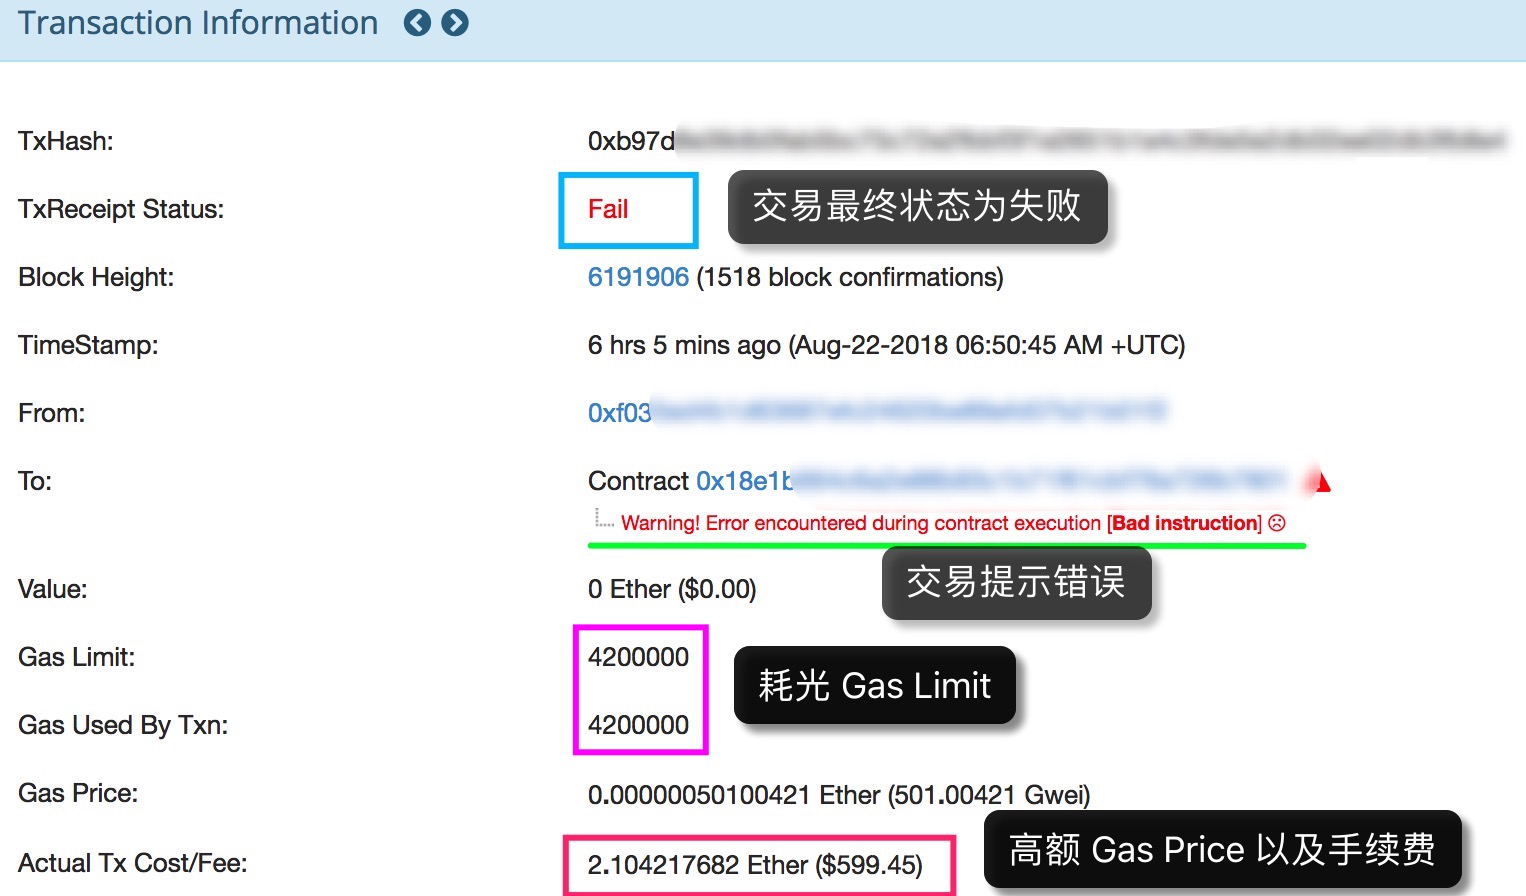 Transaction Information
TxHash: 0xb97d
TxReceipt Status: Fail 交易最终状态为失败
Block Height: 6191906 (1518 block confirmations)
TimeStamp: 6 hrs 5 mins ago (Aug-22-2018 06:50:45 AM +UTC)
From: 0xf03
To: Contract 0x18e1b
Warning! Error encountered during contract execution [Bad instruction]
Value: 0 Ether ($0.00) 交易提示错误
Gas Limit: 4200000 耗光 Gas Limit
Gas Used By Txn: 4200000
Gas Price: 0.00000050100421 Ether (501.00421 Gwei)
Actual Tx Cost/Fee: 2.104217682 Ether ($599.45) 高额 Gas Price 以及手续费